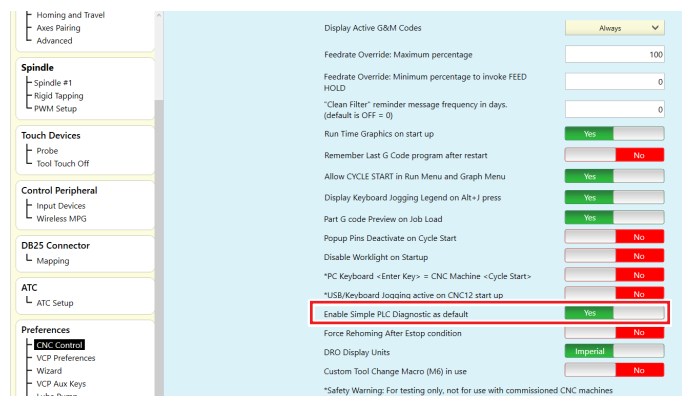 Homing and Travel
Axes Pairing
Advanced
Spindle
Spindle #1
Rigid Tapping
PWM Setup
Touch Devices
Probe
Tool Touch Off
Control Peripheral
Input Devices
Wireless MPG
DB25 Connector
Mapping
ATC
ATC Setup
Preferences
CNC Control
VCP Preferences
Wizard
VCP Aux Keys
Lube Pump
Display Active G&M Codes Always
Feedrate Override: Maximum percentage 100
Feedrate Override: Minimum percentage to invoke FEED
HOLD 0
"Clean Filter" reminder message frequency in days.
(default is OFF = 0) 0
Run Time Graphics on start up Yes
Remember Last G Code program after restart No
Allow CYCLE START in Run Menu and Graph Menu Yes
Display Keyboard Jogging Legend on Alt+J press Yes
Part G code Preview on Job Load Yes
Popup Pins Deactivate on Cycle Start No
Disable Worklight on Startup No
*PC Keyboard <Enter Key> = CNC Machine <Cycle Start> No
*USB/Keyboard Jogging active on CNC12 start up No
Enable Simple PLC Diagnostic as default Yes
Force Rehoming After Estop condition No
DRO Display Units Imperial
Custom Tool Change Macro (M6) in use No
*Safety Warning: For testing only, not for use with commissioned CNC machines